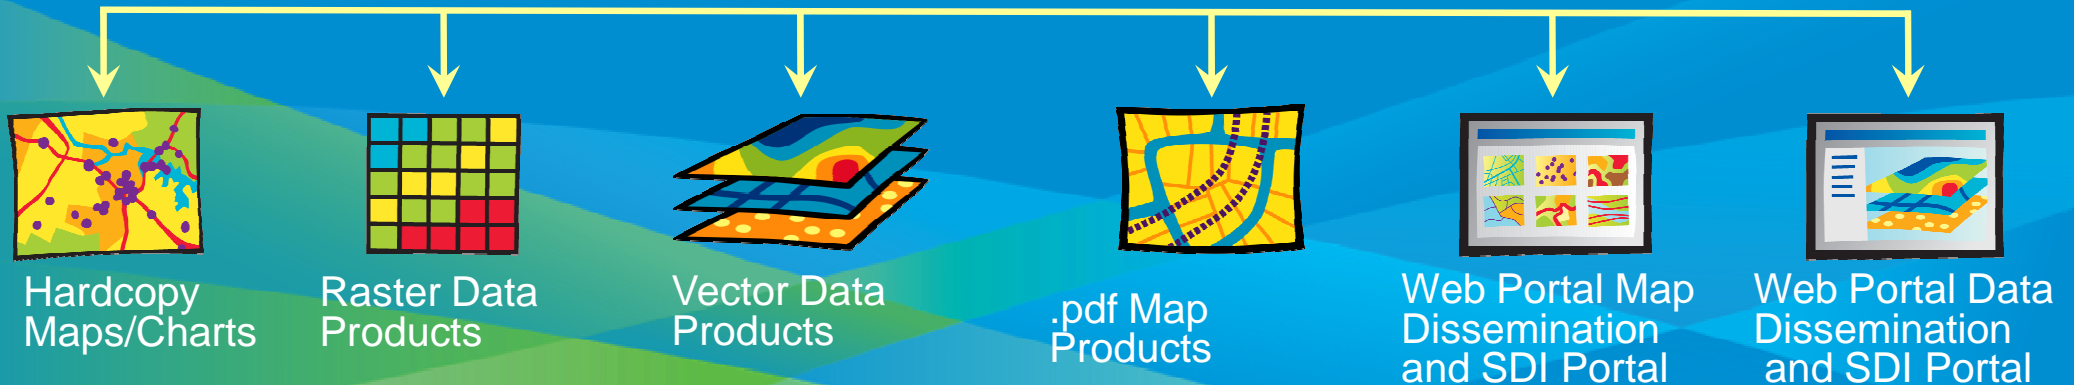 Hardcopy
Maps/Charts
Raster Data
Products
Vector Data
Products
.pdf Map
Products
Web Portal Map
Dissemination
and SDI Portal
Web Portal Data
Dissemination
and SDI Portal